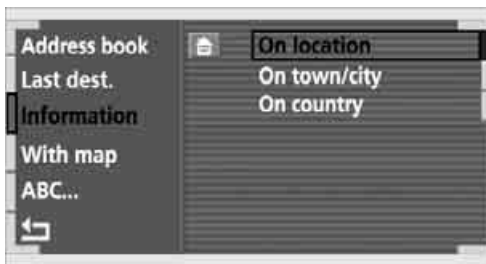 Address book
Last dest.
Information
With map
ABC...
On location
On town/city
On country